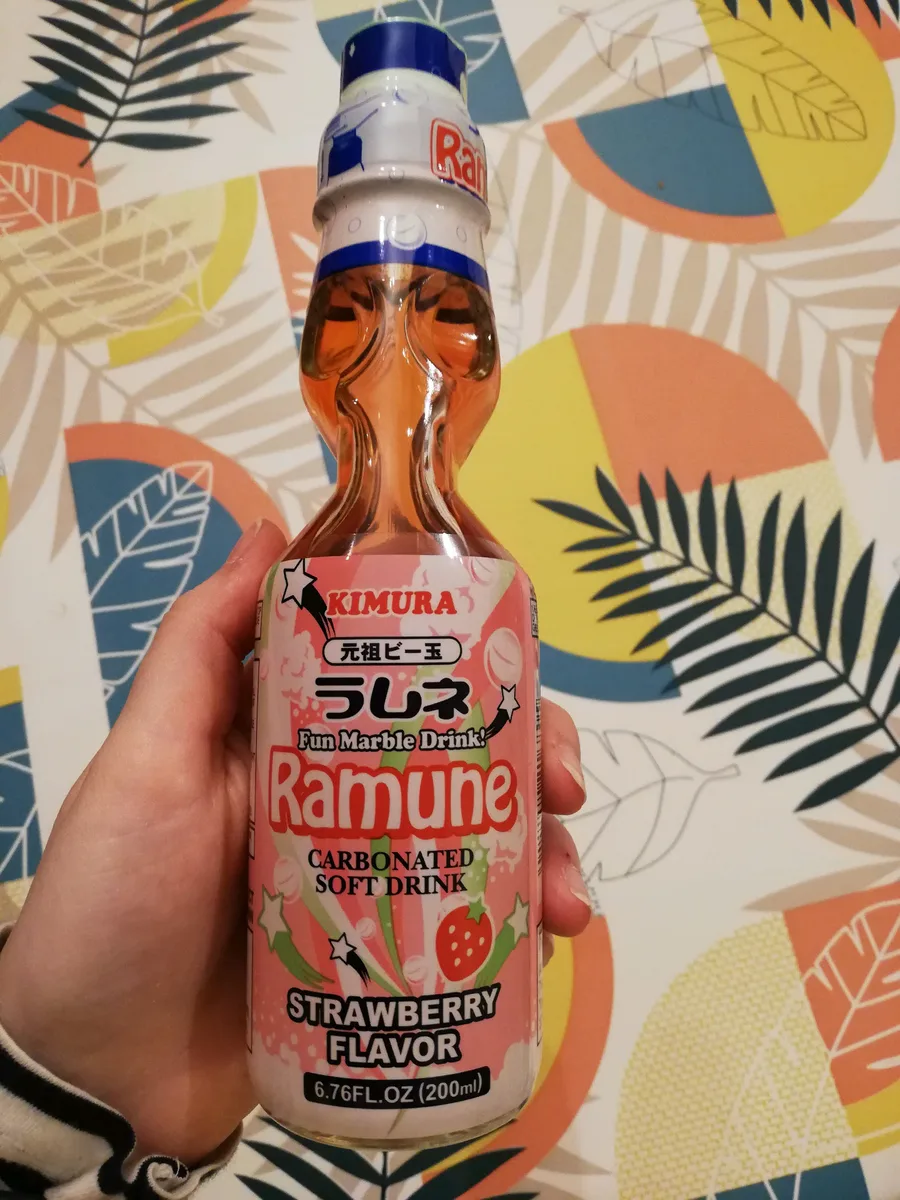 KIMURA
元祖ビー玉
ラムネ
Fun Marble Drink!
Ramune
CARBONATED
SOFT DRINK
STRAWBERRY
FLAVOR
6.76FL.OZ (200ml)